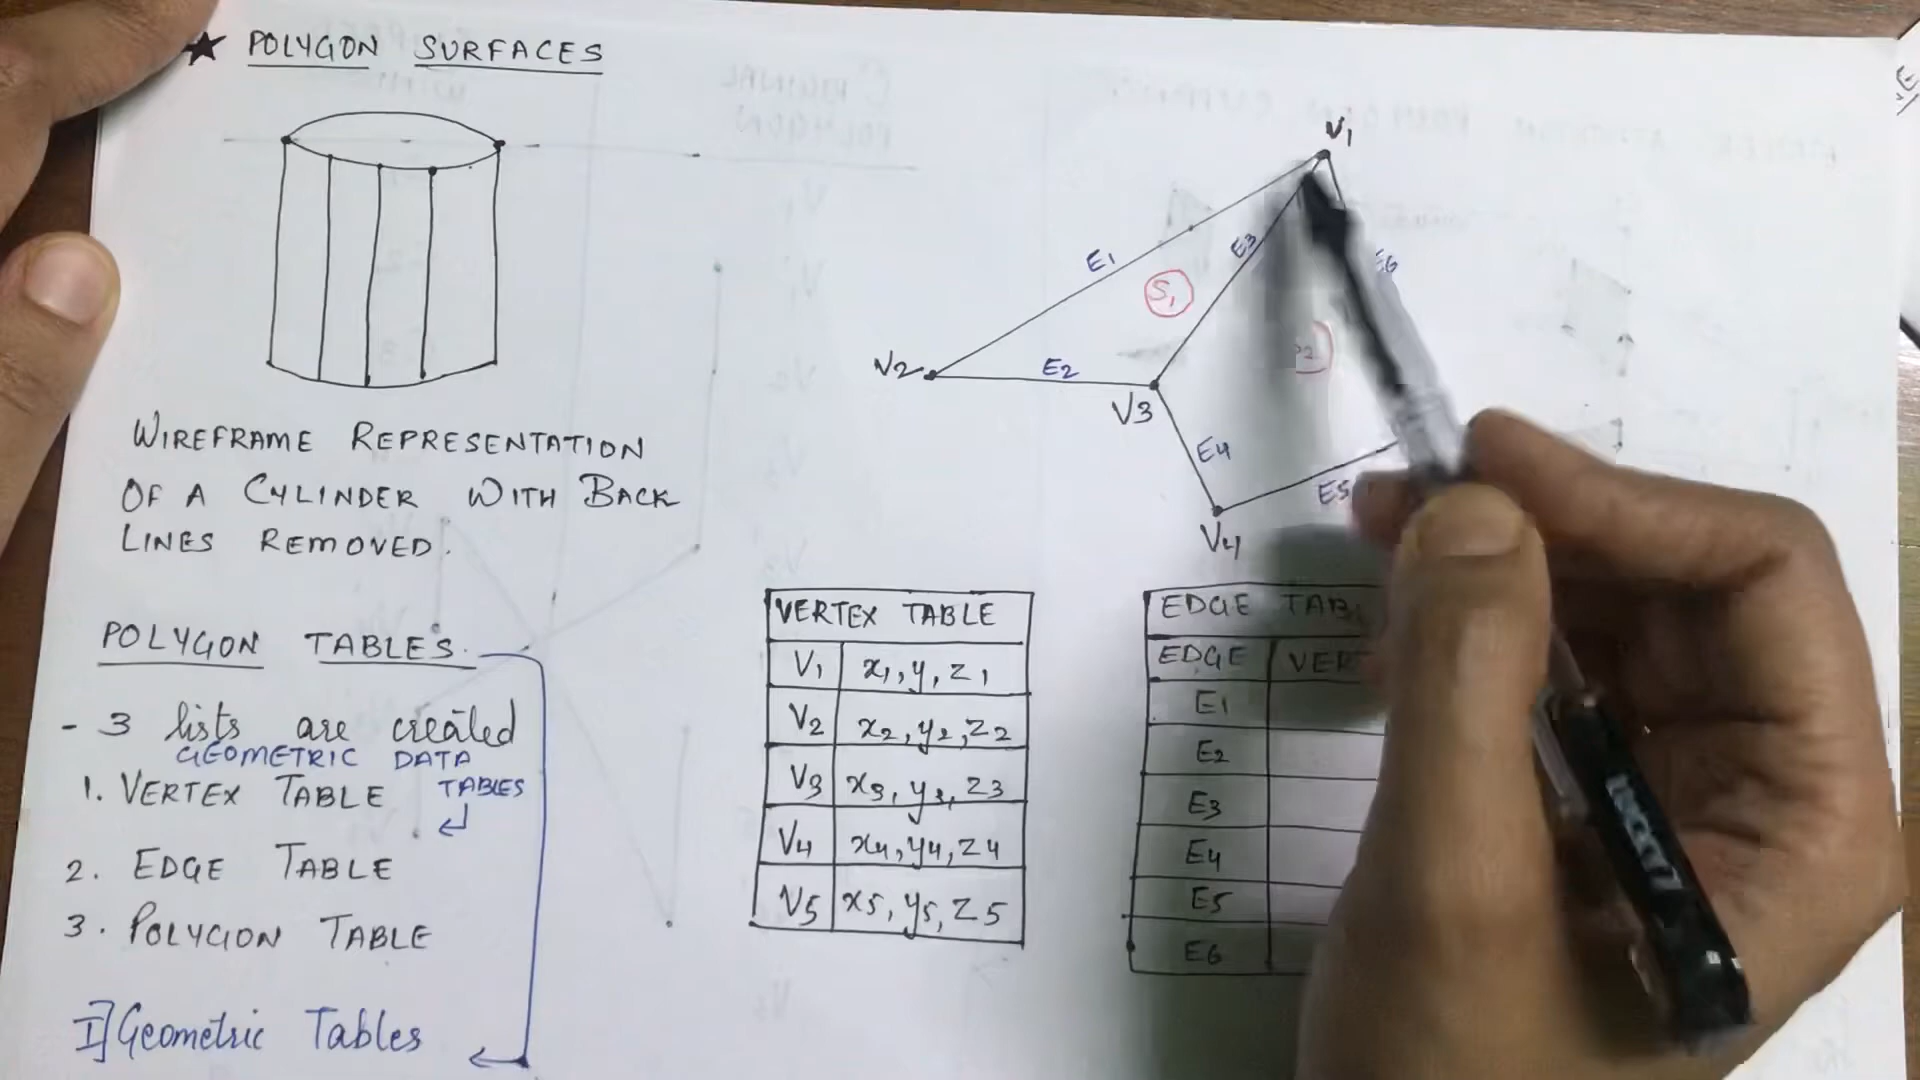 POLYGON SURFACES
WIREFRAME REPRESENTATION
OF A CYLINDER WITH BACK
LINES REMOVED.
POLYGON TABLES.
- 3 lists are created
GEOMETRIC DATA
TABLES
1. VERTEX TABLE
2. EDGE TABLE
3. POLYGON TABLE
I] Geometric Tables
V1
E1
E3
E6
S1
V2
E2
V3
E4
E5
V4
VERTEX TABLE
V1 x1, y, z1
V2 x2, y2, z2
V3 x3, y3, z3
V4 x4, y4, z4
V5 x5, y5, z5
EDGE TAB
EDGE VERT
E1
E2
E3
E4
E5
E6